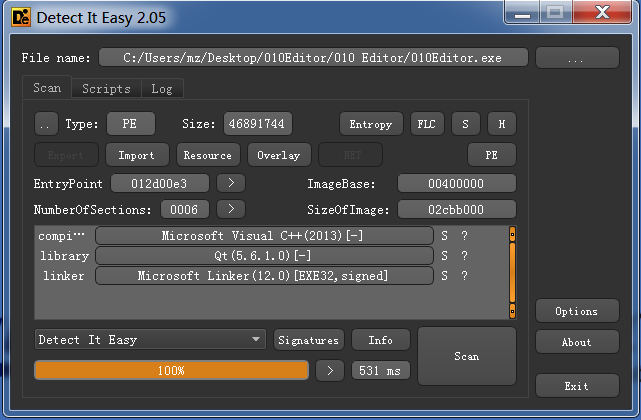 Detect It Easy 2.05
File name: C:/Users/mz/Desktop/010Editor/010 Editor/010Editor.exe ...
Scan Scripts Log
.. Type: PE Size: 46891744 Entropy FLC S H
Export Import Resource Overlay .NET PE
EntryPoint 012d00e3 > ImageBase: 00400000
NumberOfSections: 0006 > SizeOfImage: 02cbb000
compi··· Microsoft Visual C++(2013)[-] S ?
library Qt(5.6.1.0)[-] S ?
linker Microsoft Linker(12.0)[EXE32,signed] S ?
Options
Detect It Easy Signatures Info Scan About
100% > 531 ms
Exit